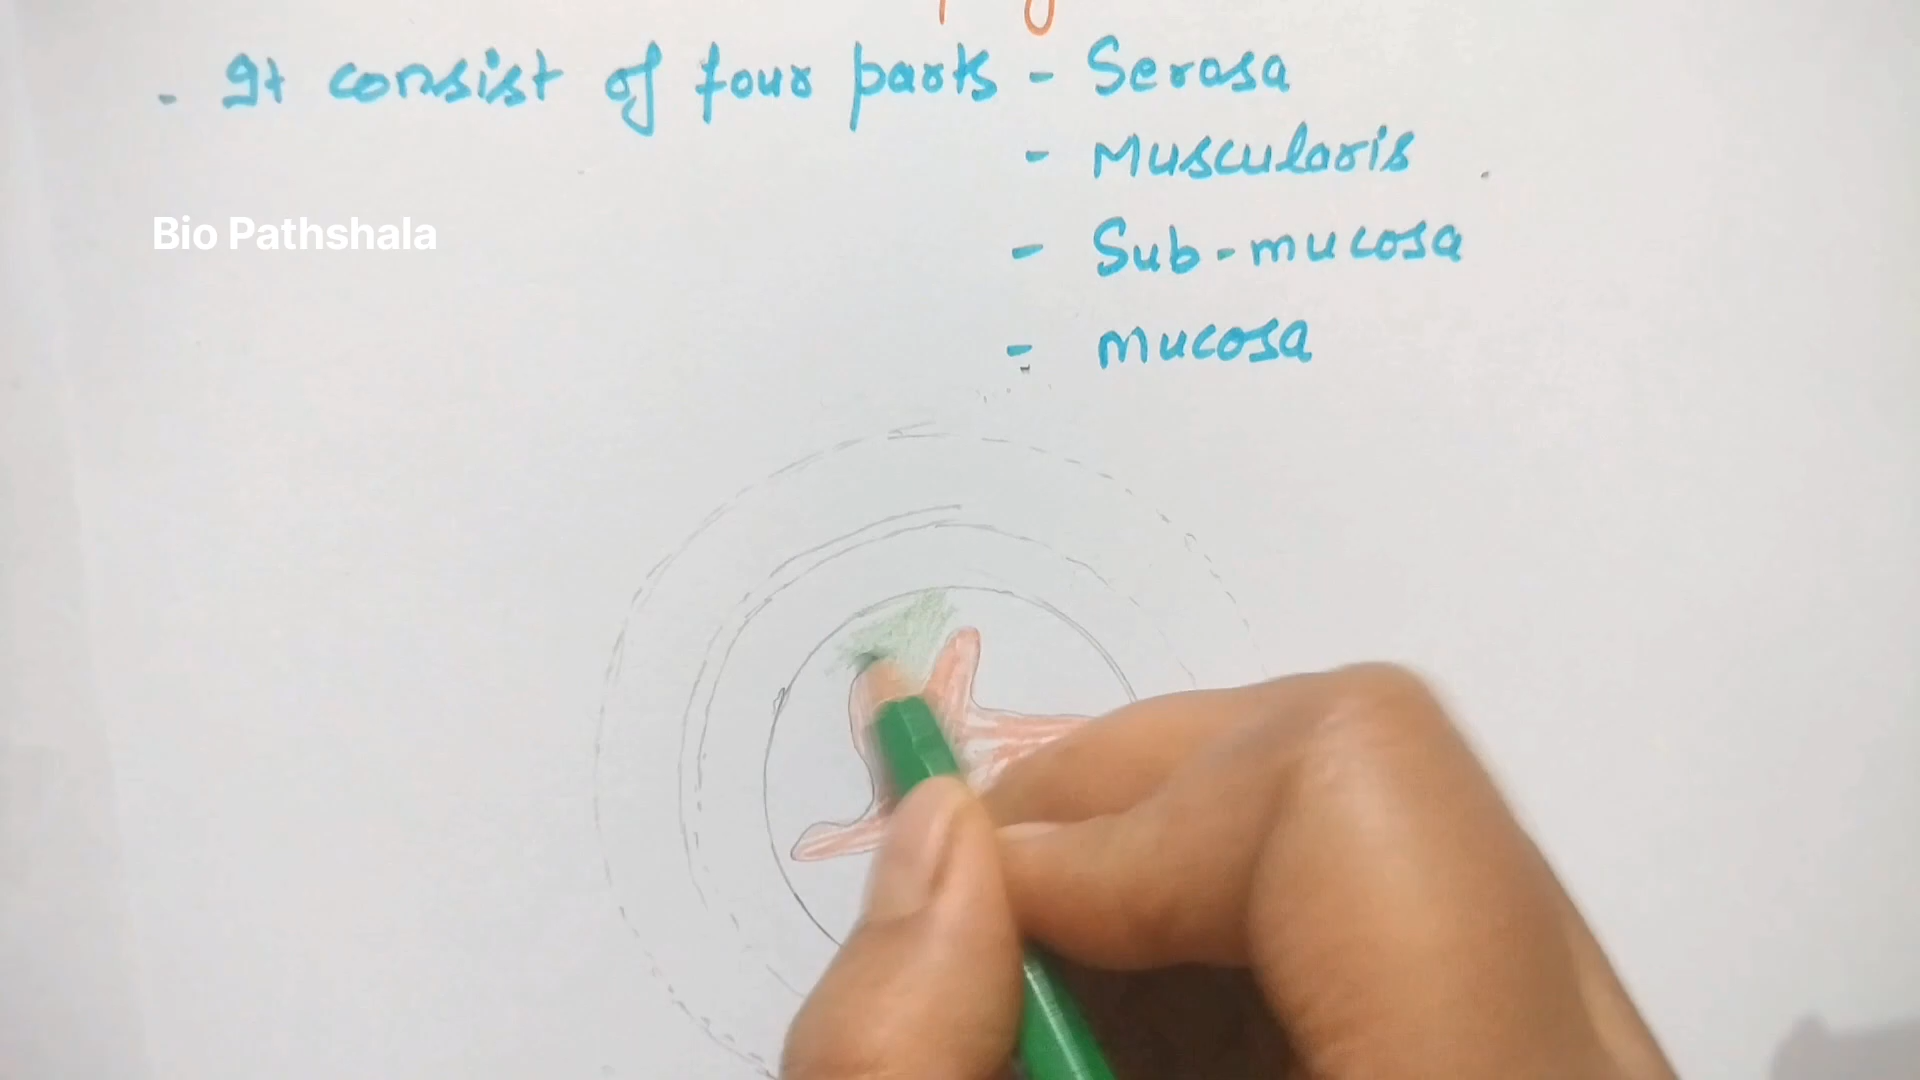 - It consist of four parts - Serosa
- Muscularis
Bio Pathshala
- Sub-mucosa
- mucosa